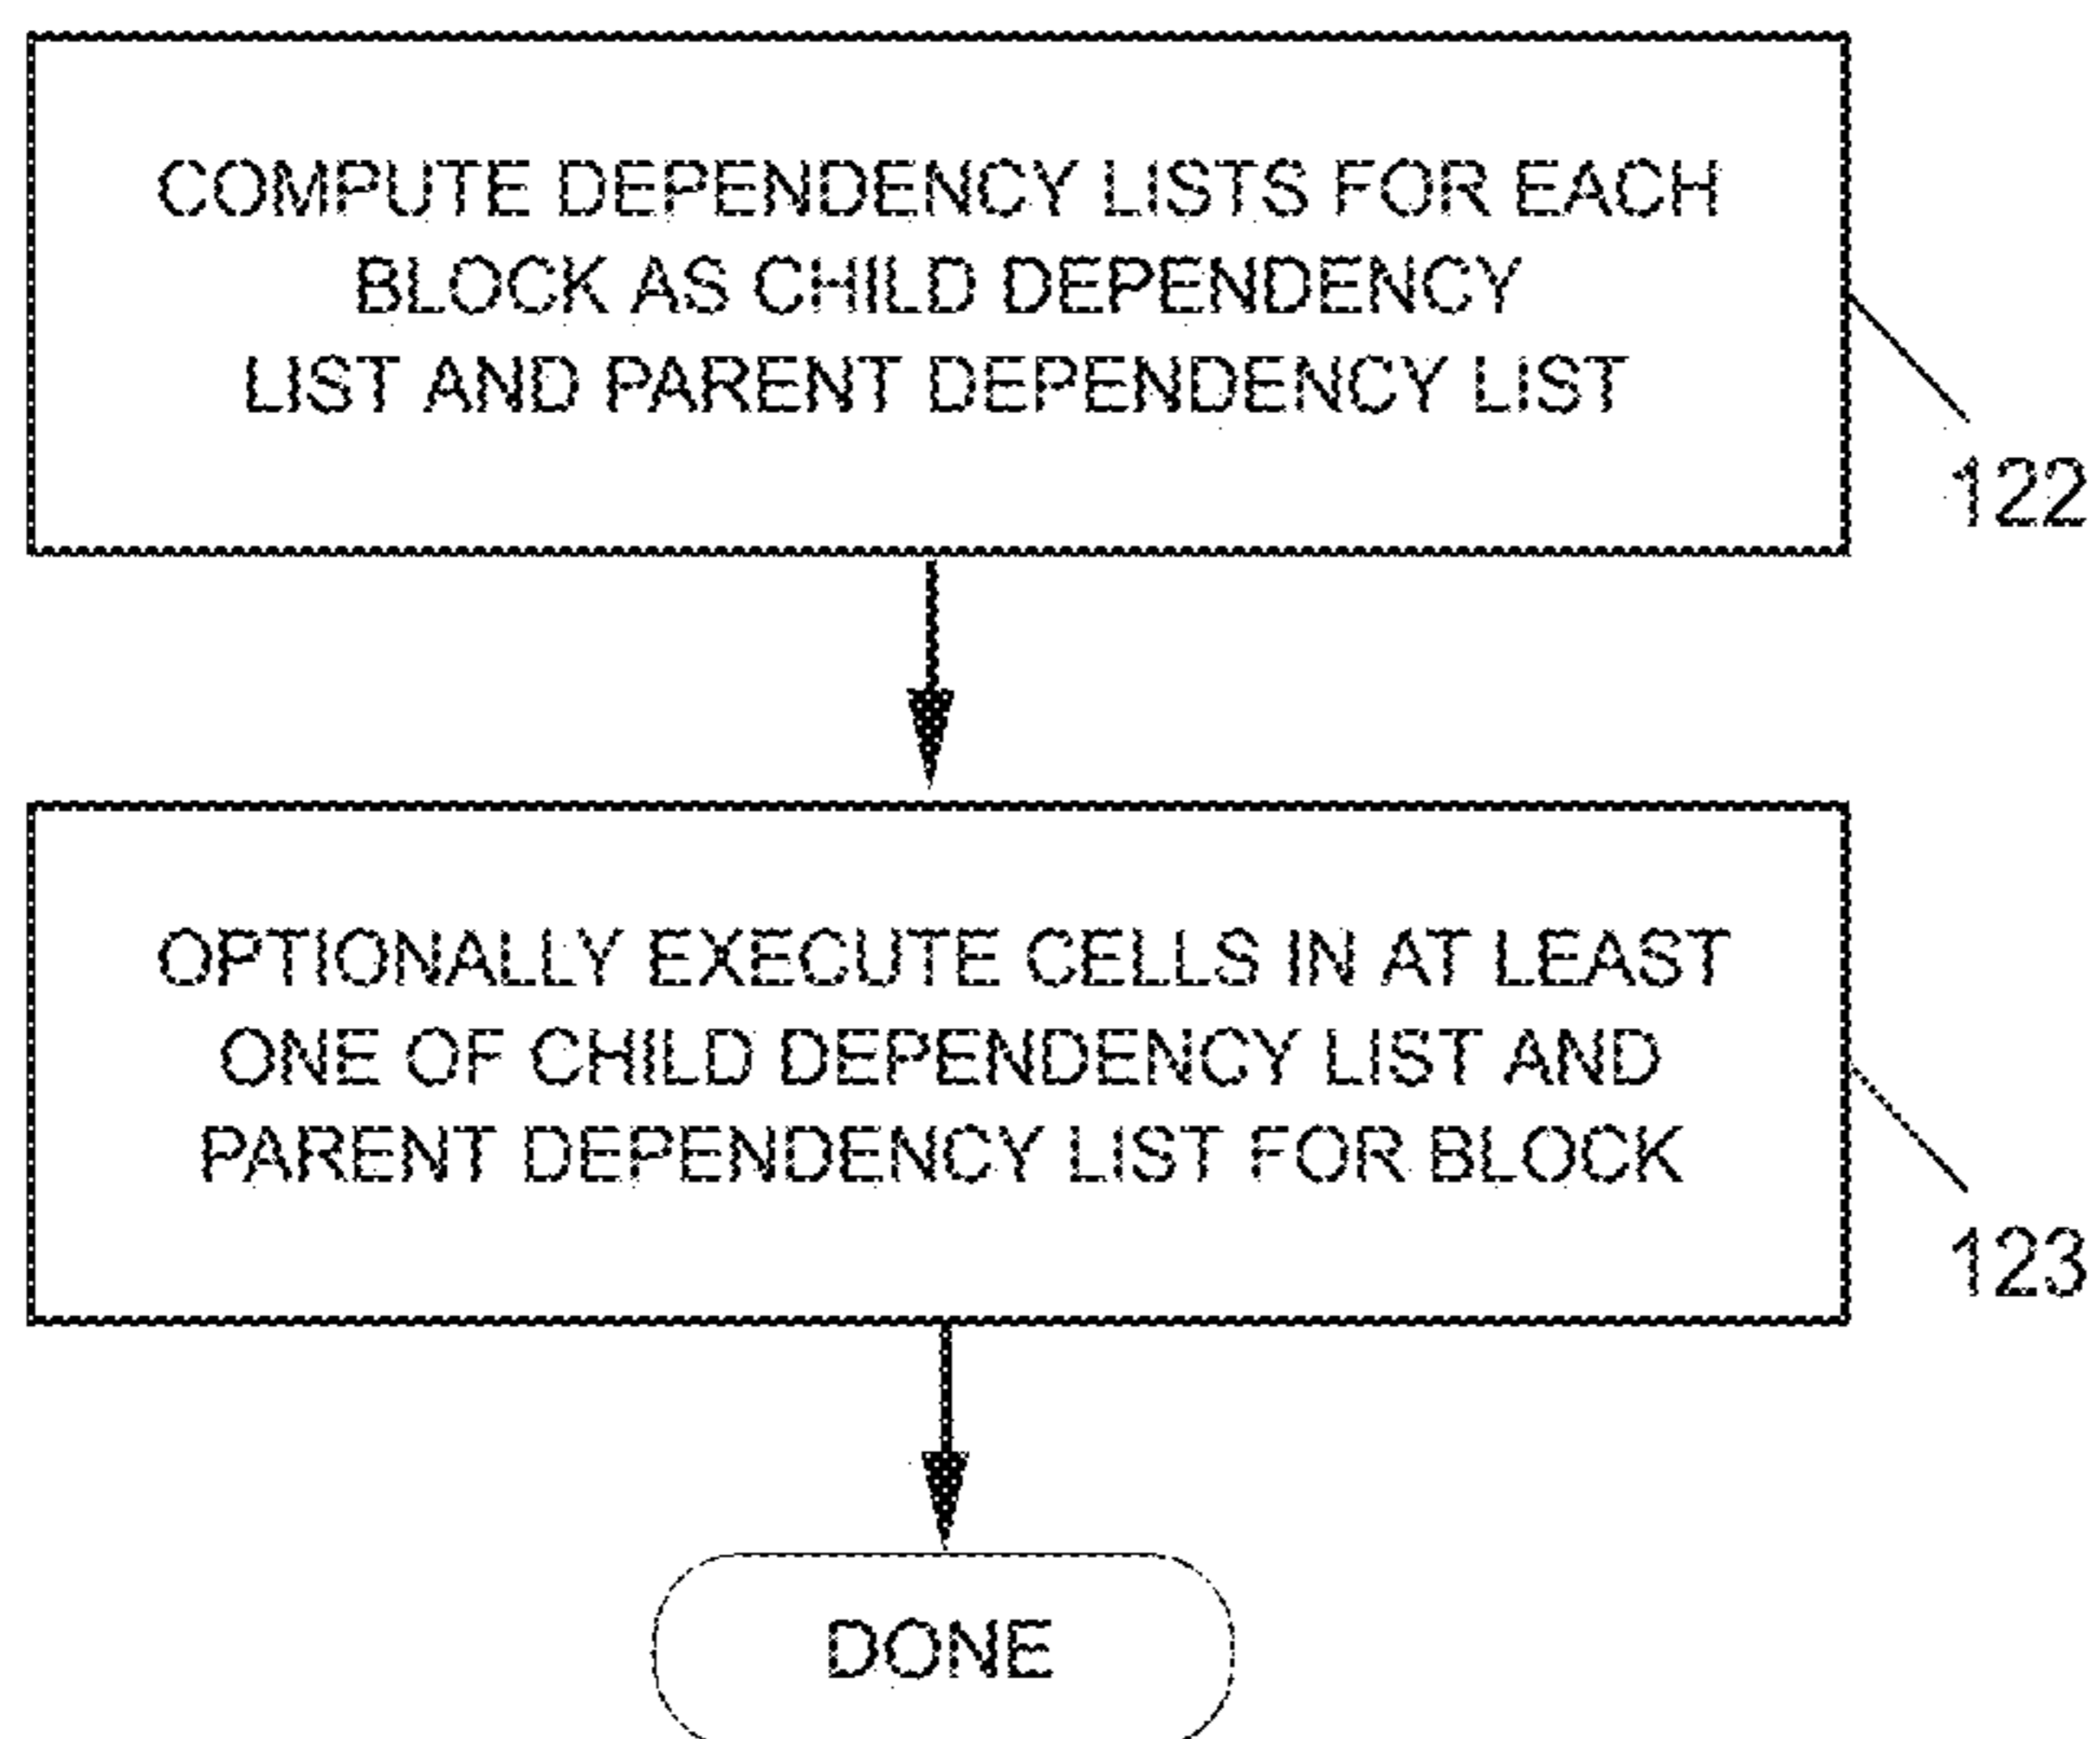 COMPUTE DEPENDENCY LISTS FOR EACH
BLOCK AS CHILD DEPENDENCY
LIST AND PARENT DEPENDENCY LIST
122
OPTIONALLY EXECUTE CELLS IN AT LEAST
ONE OF CHILD DEPENDENCY LIST AND
PARENT DEPENDENCY LIST FOR BLOCK
123
DONE